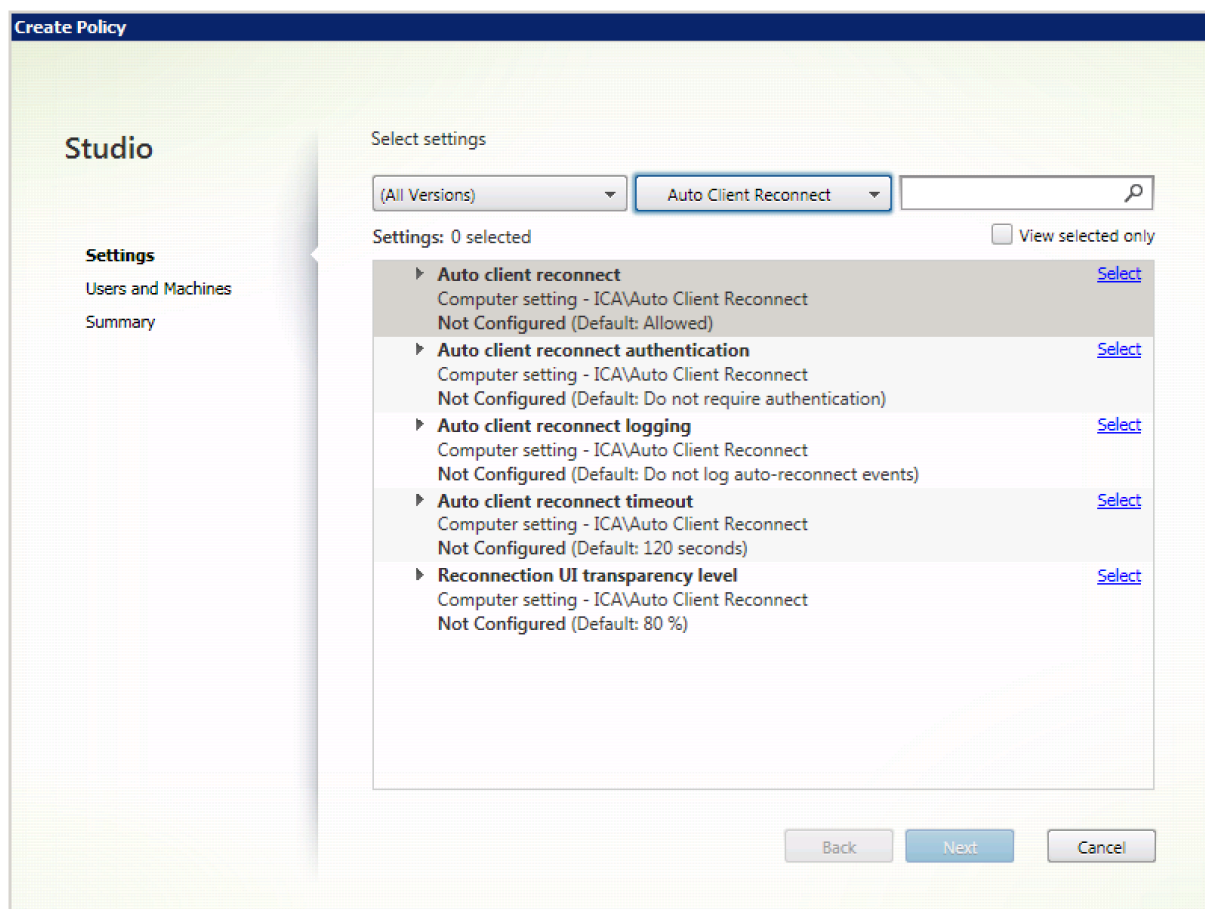 Create Policy
Studio
Settings
Users and Machines
Summary
Select settings
(All Versions)
Auto Client Reconnect
Settings: 0 selected
View selected only
Auto client reconnect
Select
Computer setting - ICA\Auto Client Reconnect
Not Configured (Default: Allowed)
Auto client reconnect authentication
Select
Computer setting - ICA\Auto Client Reconnect
Not Configured (Default: Do not require authentication)
Auto client reconnect logging
Select
Computer setting - ICA\Auto Client Reconnect
Not Configured (Default: Do not log auto-reconnect events)
Auto client reconnect timeout
Select
Computer setting - ICA\Auto Client Reconnect
Not Configured (Default: 120 seconds)
Reconnection UI transparency level
Select
Computer setting - ICA\Auto Client Reconnect
Not Configured (Default: 80 %)
Back
Next
Cancel